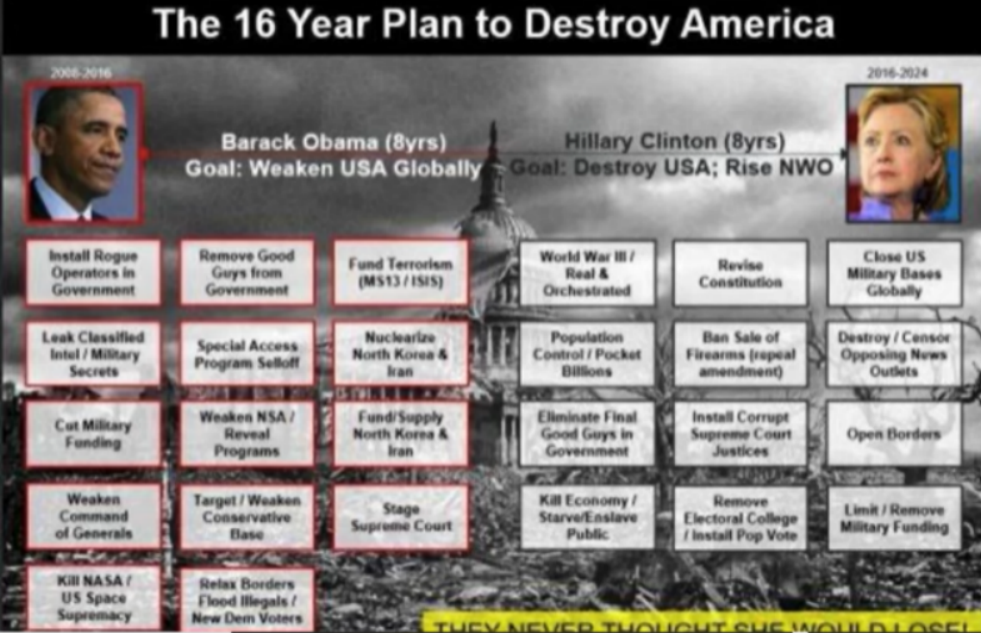 The 16 Year Plan to Destroy America
2008-2016
2016-2024
Barack Obama (8yrs)
Goal: Weaken USA Globally
Hillary Clinton (8yrs)
Goal: Destroy USA; Rise NWO
Install Rogue
Operators in
Government
Remove Good
Guys from
Government
Fund Terrorism
(MS13 / ISIS)
World War III /
Real &
Orchestrated
Revise
Constitution
Close US
Military Bases
Globally
Leak Classified
Intel / Military
Secrets
Special Access
Program Selloff
Nuclearize
North Korea &
Iran
Population
Control / Pocket
Billions
Ban Sale of
Firearms (repeal
amendment)
Destroy / Censor
Opposing News
Outlets
Cut Military
Funding
Weaken NSA /
Reveal
Programs
Fund/Supply
North Korea &
Iran
Eliminate Final
Good Guys in
Government
Install Corrupt
Supreme Court
Justices
Open Borders
Weaken
Command
of Generals
Target / Weaken
Conservative
Base
Stage
Supreme Court
Kill Economy /
Starve/Enslave
Public
Remove
Electoral College
/ Install Pop Vote
Limit / Remove
Military Funding
Kill NASA /
US Space
Supremacy
Relax Borders
Flood Illegals /
New Dem Voters
THEY NEVER THOUGHT SHE WOULD LOSE!